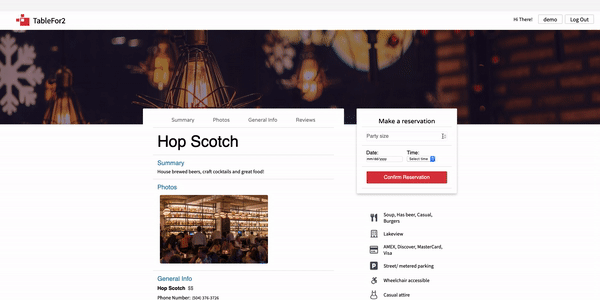 TableFor2
Hi There!
demo
Log Out
Summary
Photos
General Info
Reviews
Make a reservation
Hop Scotch
Party size
Summary
House brewed beers, craft cocktails and great food!
Date:
Time:
mm/dd/yyyy
Select time
Photos
Confirm Reservation
Soup, Has beer, Casual,
Burgers
Lakeview
AMEX, Discover, MasterCard,
Visa
Street/ metered parking
Wheelchair accessible
Casual attire
General Info
Hop Scotch $$
Phone Number: (504) 376-3726